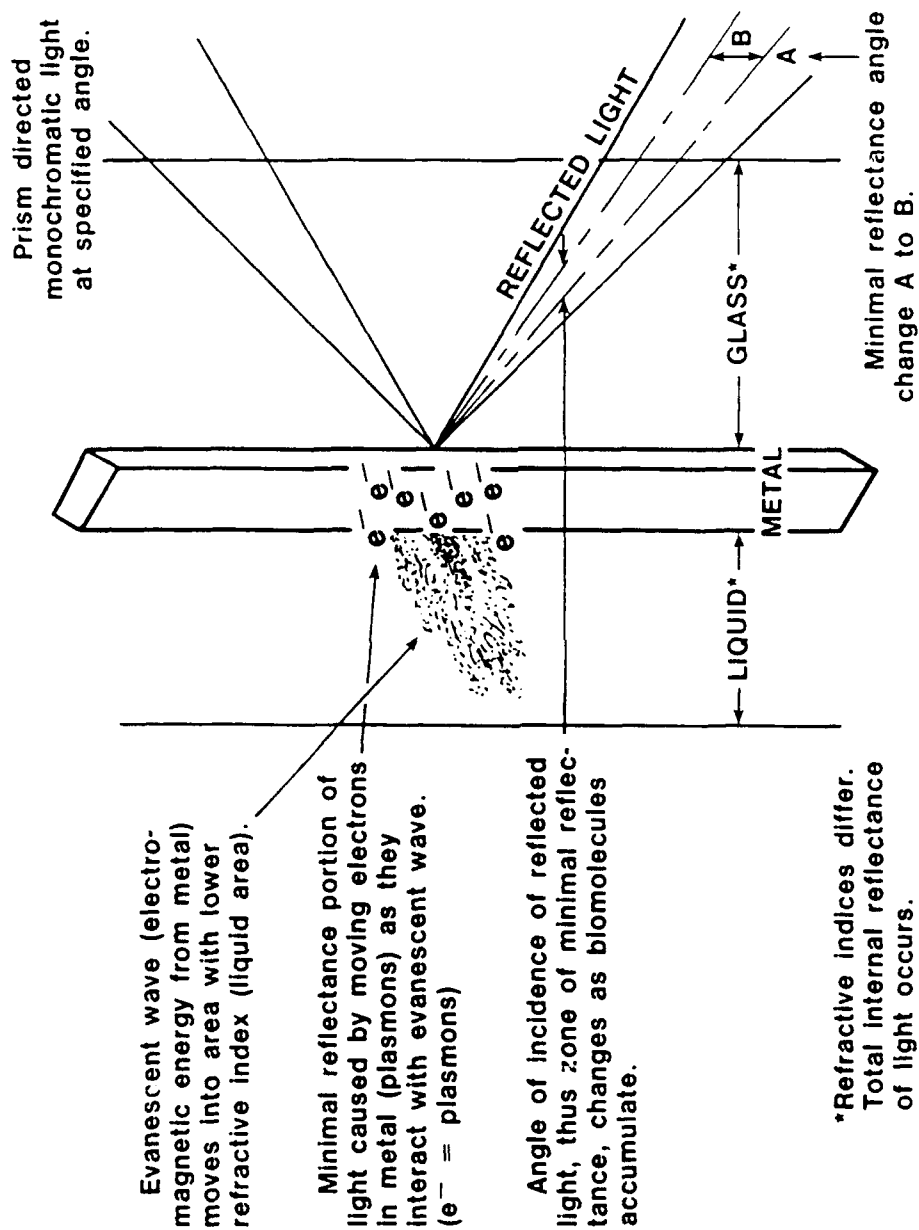 Prism directed
monochromatic light
at specified angle.
Evanescent wave (electro-
magnetic energy from metal)
moves into area with lower
refractive index (liquid area).
Minimal reflectance portion of
light caused by moving electrons
in metal (plasmons) as they
interact with evanescent wave.
(e⁻ = plasmons)
Angle of incidence of reflected
light, thus zone of minimal reflec-
tance, changes as biomolecules
accumulate.
*Refractive indices differ.
Total internal reflectance
of light occurs.
e
e
e
e
e
e
e
e
REFLECTED LIGHT
B
A
LIQUID*
METAL
GLASS*
Minimal reflectance angle
change A to B.